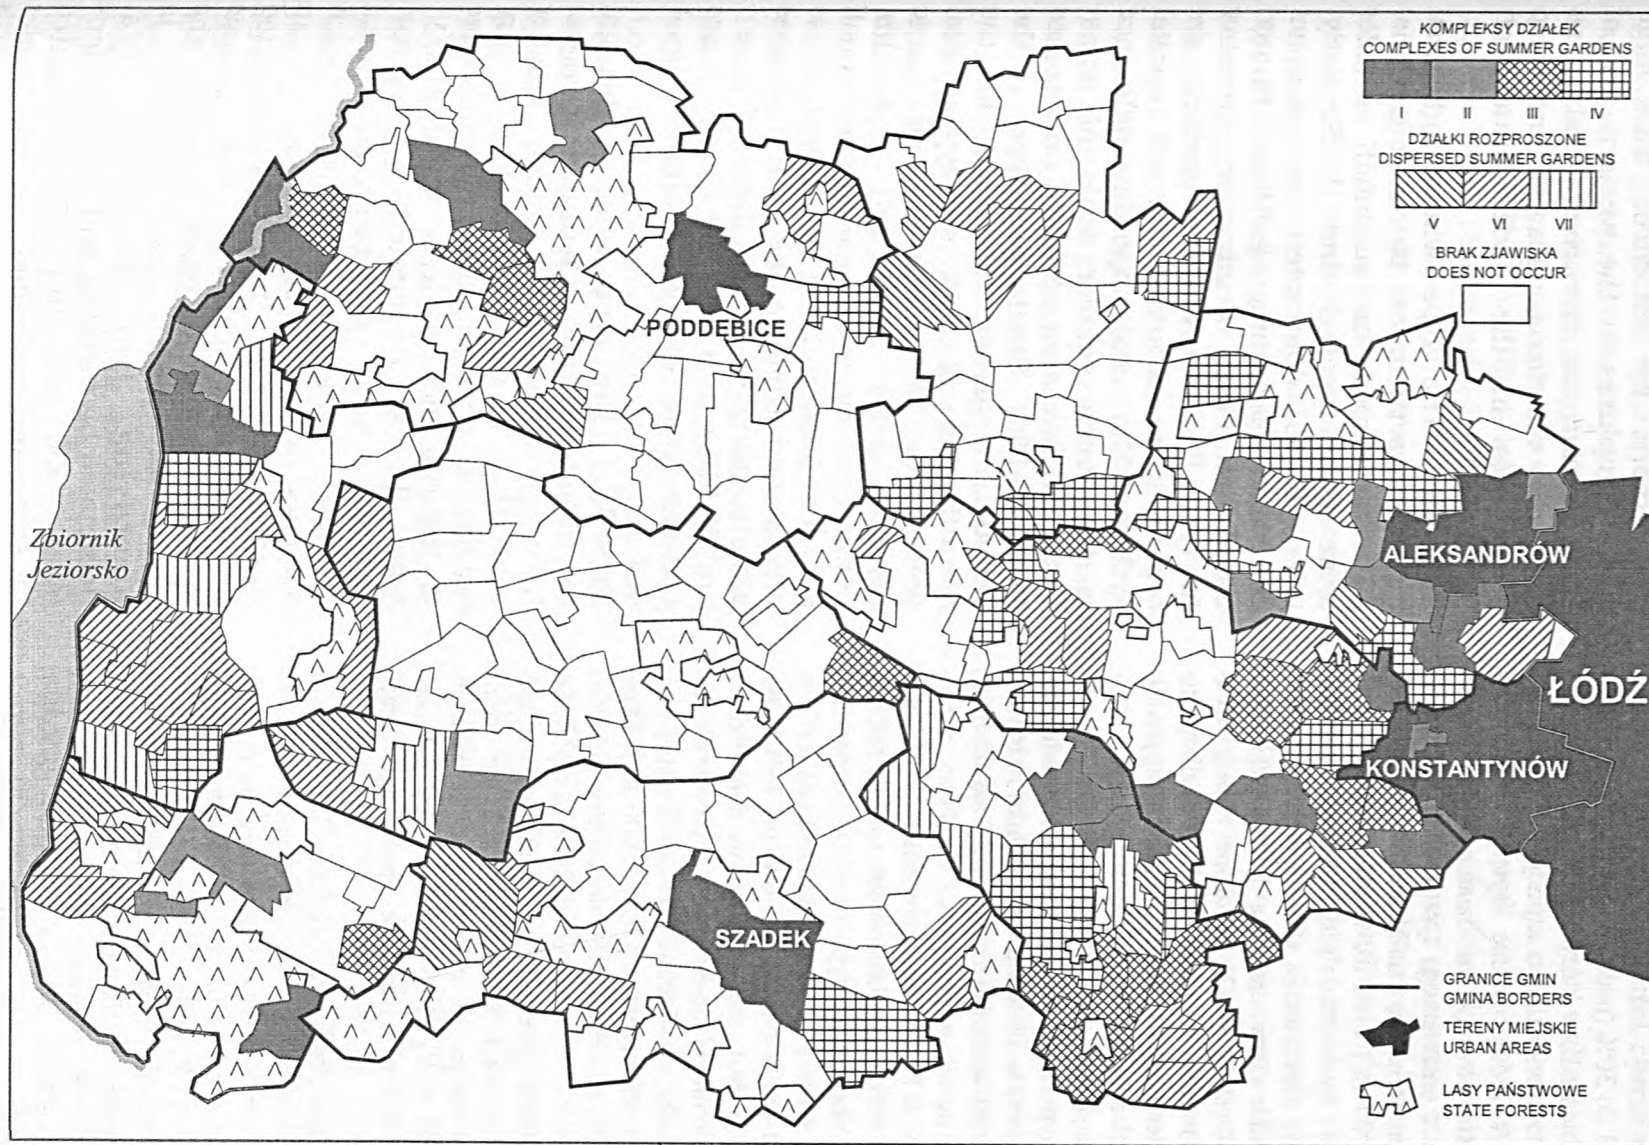 KOMPLEKSY DZIAŁEK
COMPLEXES OF SUMMER GARDENS
I II III IV
DZIAŁKI ROZPROSZONE
DISPERSED SUMMER GARDENS
V VI VII
BRAK ZJAWISKA
DOES NOT OCCUR
PODDEBICE
Zbiornik
Jeziorsko
ALEKSANDRÓW
ŁÓDŹ
KONSTANTYNÓW
SZADEK
GRANICE GMIN
GMINA BORDERS
TERENY MIEJSKIE
URBAN AREAS
LASY PAŃSTWOWE
STATE FORESTS